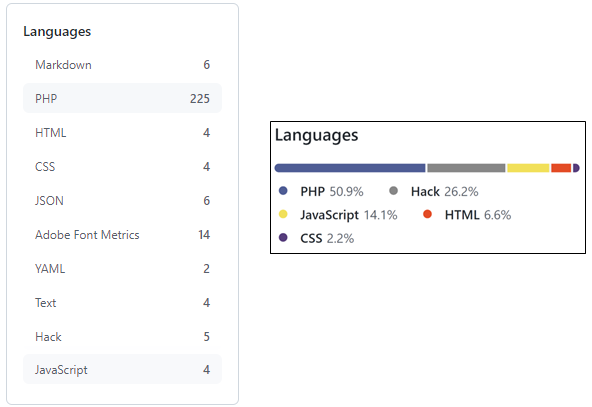 Languages
Markdown 6
PHP 225
HTML 4
CSS 4
JSON 6
Adobe Font Metrics 14
YAML 2
Text 4
Hack 5
JavaScript 4
Languages
PHP 50.9% Hack 26.2%
JavaScript 14.1% HTML 6.6%
CSS 2.2%